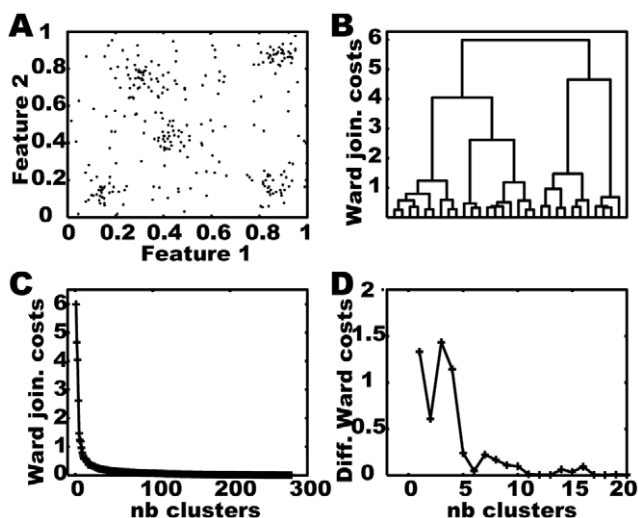 A
Feature 2
1
0.8
0.6
0.4
0.2
0
0 0.2 0.4 0.6 0.8 1
Feature 1
B
Ward join. costs
6
5
4
3
2
1
C
Ward join. costs
6
5
4
3
2
1
0
0 100 200 300
nb clusters
D
Diff. Ward costs
2
1.5
1
0.5
0
0 5 10 15 20
nb clusters